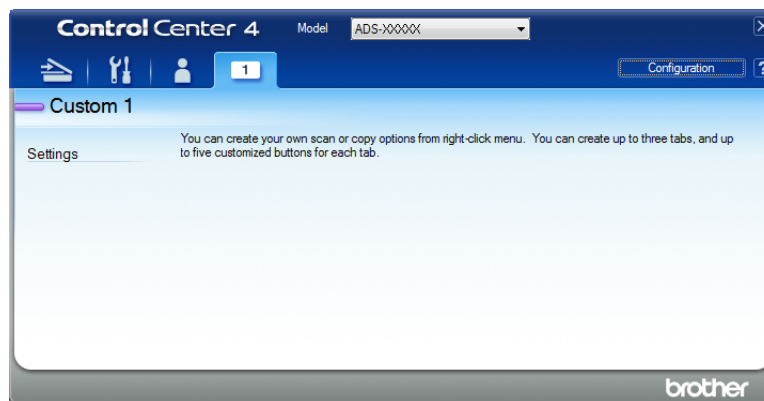 ControlCenter 4 Model ADS-XXXXX
1 Configuration ?
Custom 1
Settings
You can create your own scan or copy options from right-click menu. You can create up to three tabs, and up
to five customized buttons for each tab.
brother